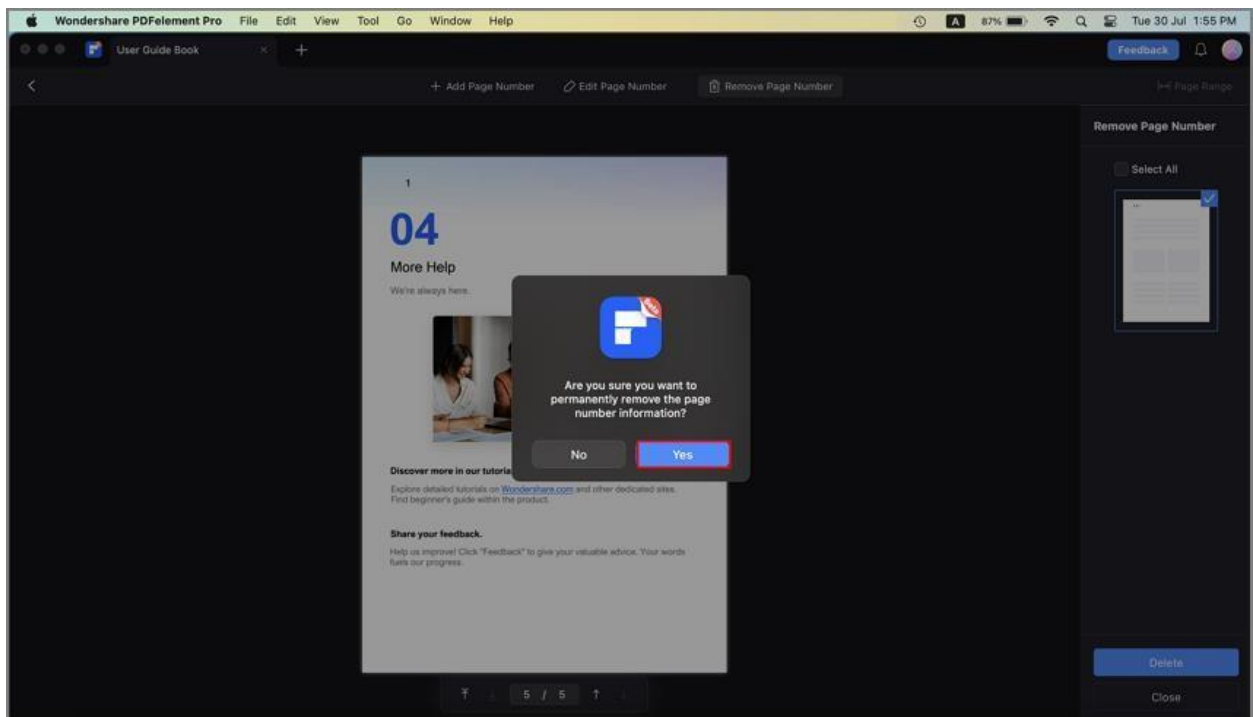 Wondershare PDFelement Pro File Edit View Tool Go Window Help A 87% Tue 30 Jul 1:55 PM
User Guide Book × + Feedback
+ Add Page Number Edit Page Number Remove Page Number Page Range
Remove Page Number
Select All
1
04
More Help
We're always here.
Beta
Are you sure you want to
permanently remove the page
number information?
No Yes
Discover more in our tutoria
Explore detailed tutorials on Wondershare.com and other dedicated sites.
Find beginner's guide within the product.
Share your feedback.
Help us improve! Click "Feedback" to give your valuable advice. Your words
fuels our progress.
5 / 5
Delete
Close